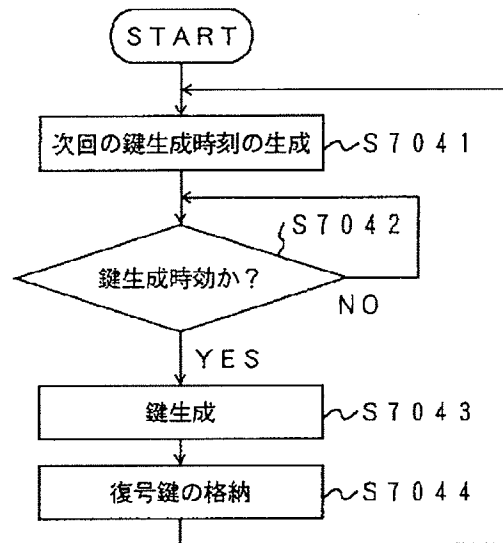 START
次回の鍵生成時刻の生成
S7041
S7042
鍵生成時効か?
NO
YES
鍵生成
S7043
復号鍵の格納
S7044